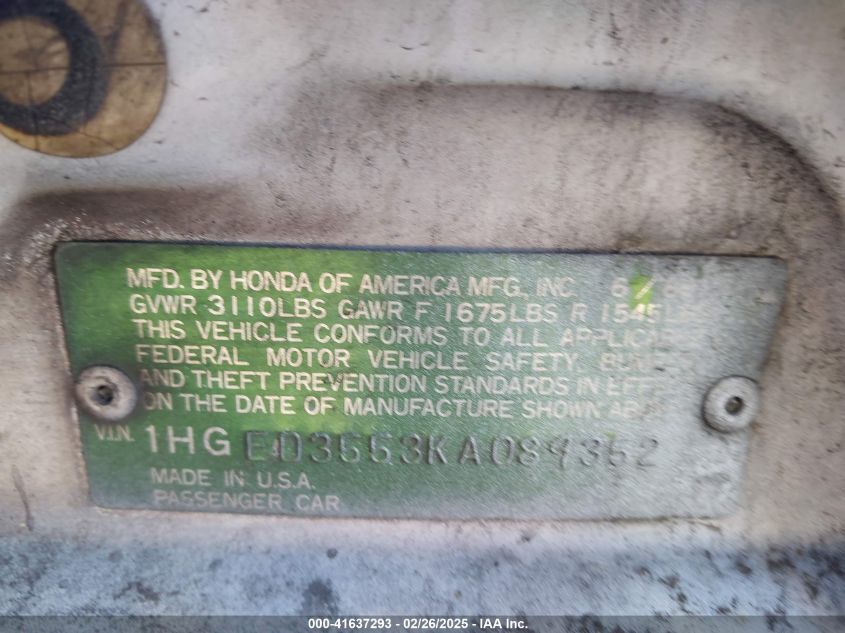 MFD. BY HONDA OF AMERICA MFG., INC.
GVWR 3110LBS GAWR F 1675LBS R
THIS VEHICLE CONFORMS TO ALL
FEDERAL MOTOR VEHICLE SAFETY,
AND THEFT PREVENTION STANDARDS IN
ON THE DATE OF MANUFACTURE SHOWN
V.I.N. 1HG
MADE IN U.S.A.
PASSENGER CAR
000-41637293 - 02/26/2025 - IAA Inc.